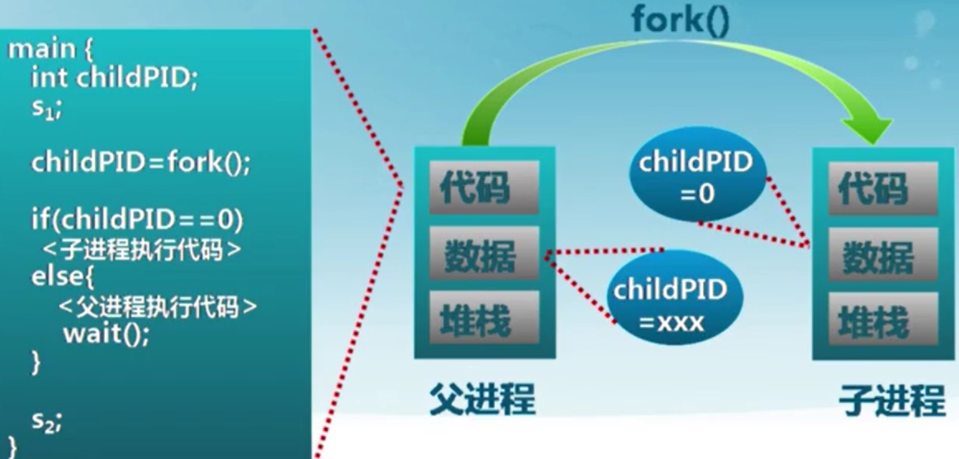 main {
int childPID;
s₁;
childPID=fork();
if(childPID==0)
<子进程执行代码>
else{
<父进程执行代码>
wait();
}
s₂;
}
fork()
代码
数据
堆栈
父进程
childPID
=0
childPID
=xxx
代码
数据
堆栈
子进程